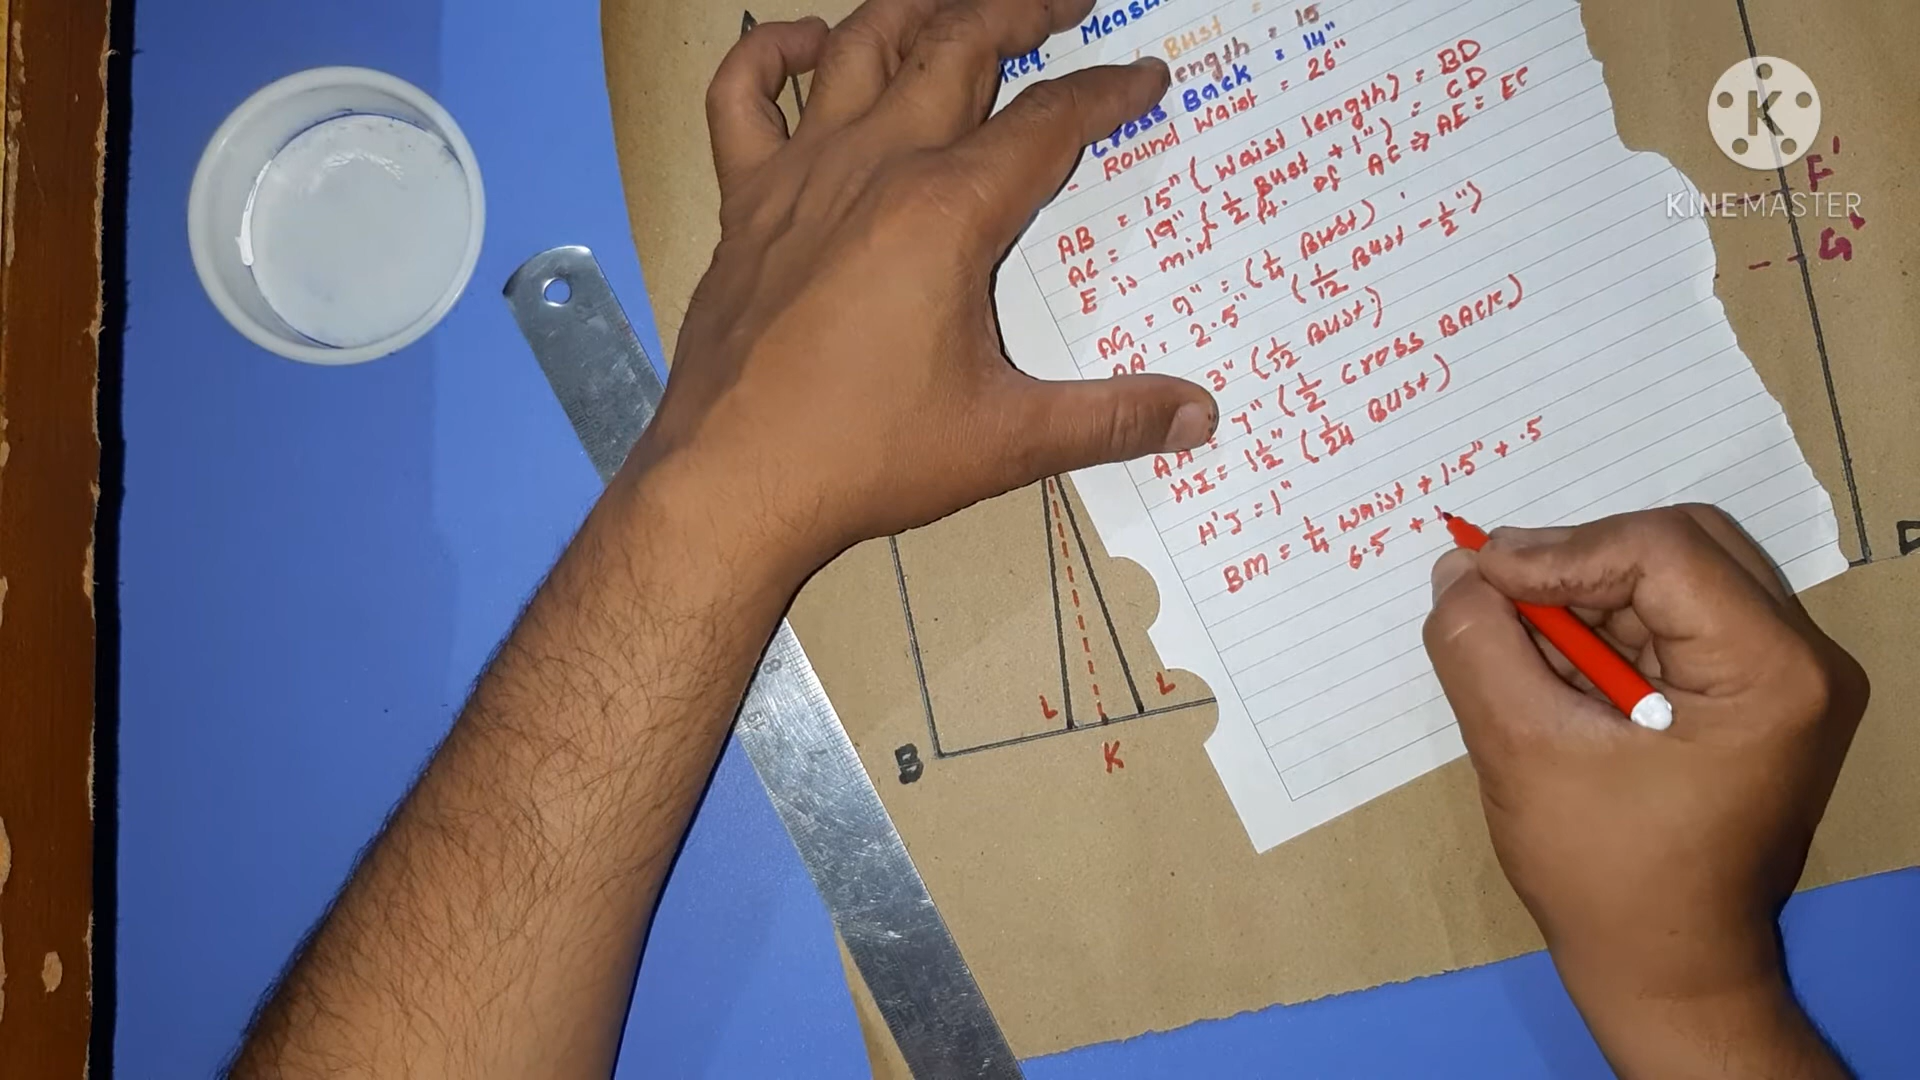 Req.
Bust =
ength = 15
Cross Back = 14"
- Round Waist = 26"
AB = 15" (Waist length) = BD
AC = 19" (1/2 Bust + 1") = CD
E is mid pt. of AC => AE = EC
AG = 9" = (1/4 Bust)
AA' = 2.5" (1/12 Bust - 1/2")
3" (1/12 Bust)
AH = 7" (1/2 Cross BACK)
HI = 1 1/2" (1/24 Bust)
H'J = 1"
BM = 1/4 Waist + 1.5" + .5
6.5 +
F'
G'
L
L
K
B
K
KINEMASTER